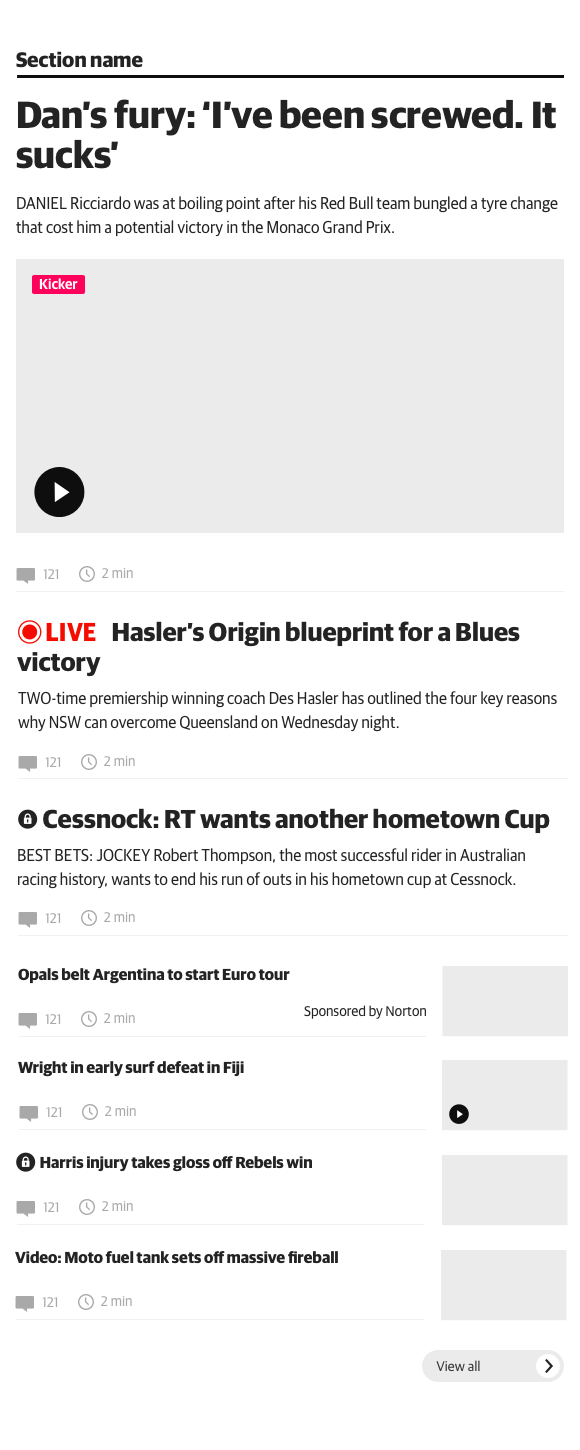 Section name
Dan’s fury: ‘I’ve been screwed. It
sucks’
DANIEL Ricciardo was at boiling point after his Red Bull team bungled a tyre change
that cost him a potential victory in the Monaco Grand Prix.
Kicker
121 2 min
LIVE Hasler’s Origin blueprint for a Blues
victory
TWO-time premiership winning coach Des Hasler has outlined the four key reasons
why NSW can overcome Queensland on Wednesday night.
121 2 min
Cessnock: RT wants another hometown Cup
BEST BETS: JOCKEY Robert Thompson, the most successful rider in Australian
racing history, wants to end his run of outs in his hometown cup at Cessnock.
121 2 min
Opals belt Argentina to start Euro tour
121 2 min Sponsored by Norton
Wright in early surf defeat in Fiji
121 2 min
Harris injury takes gloss off Rebels win
121 2 min
Video: Moto fuel tank sets off massive fireball
121 2 min
View all